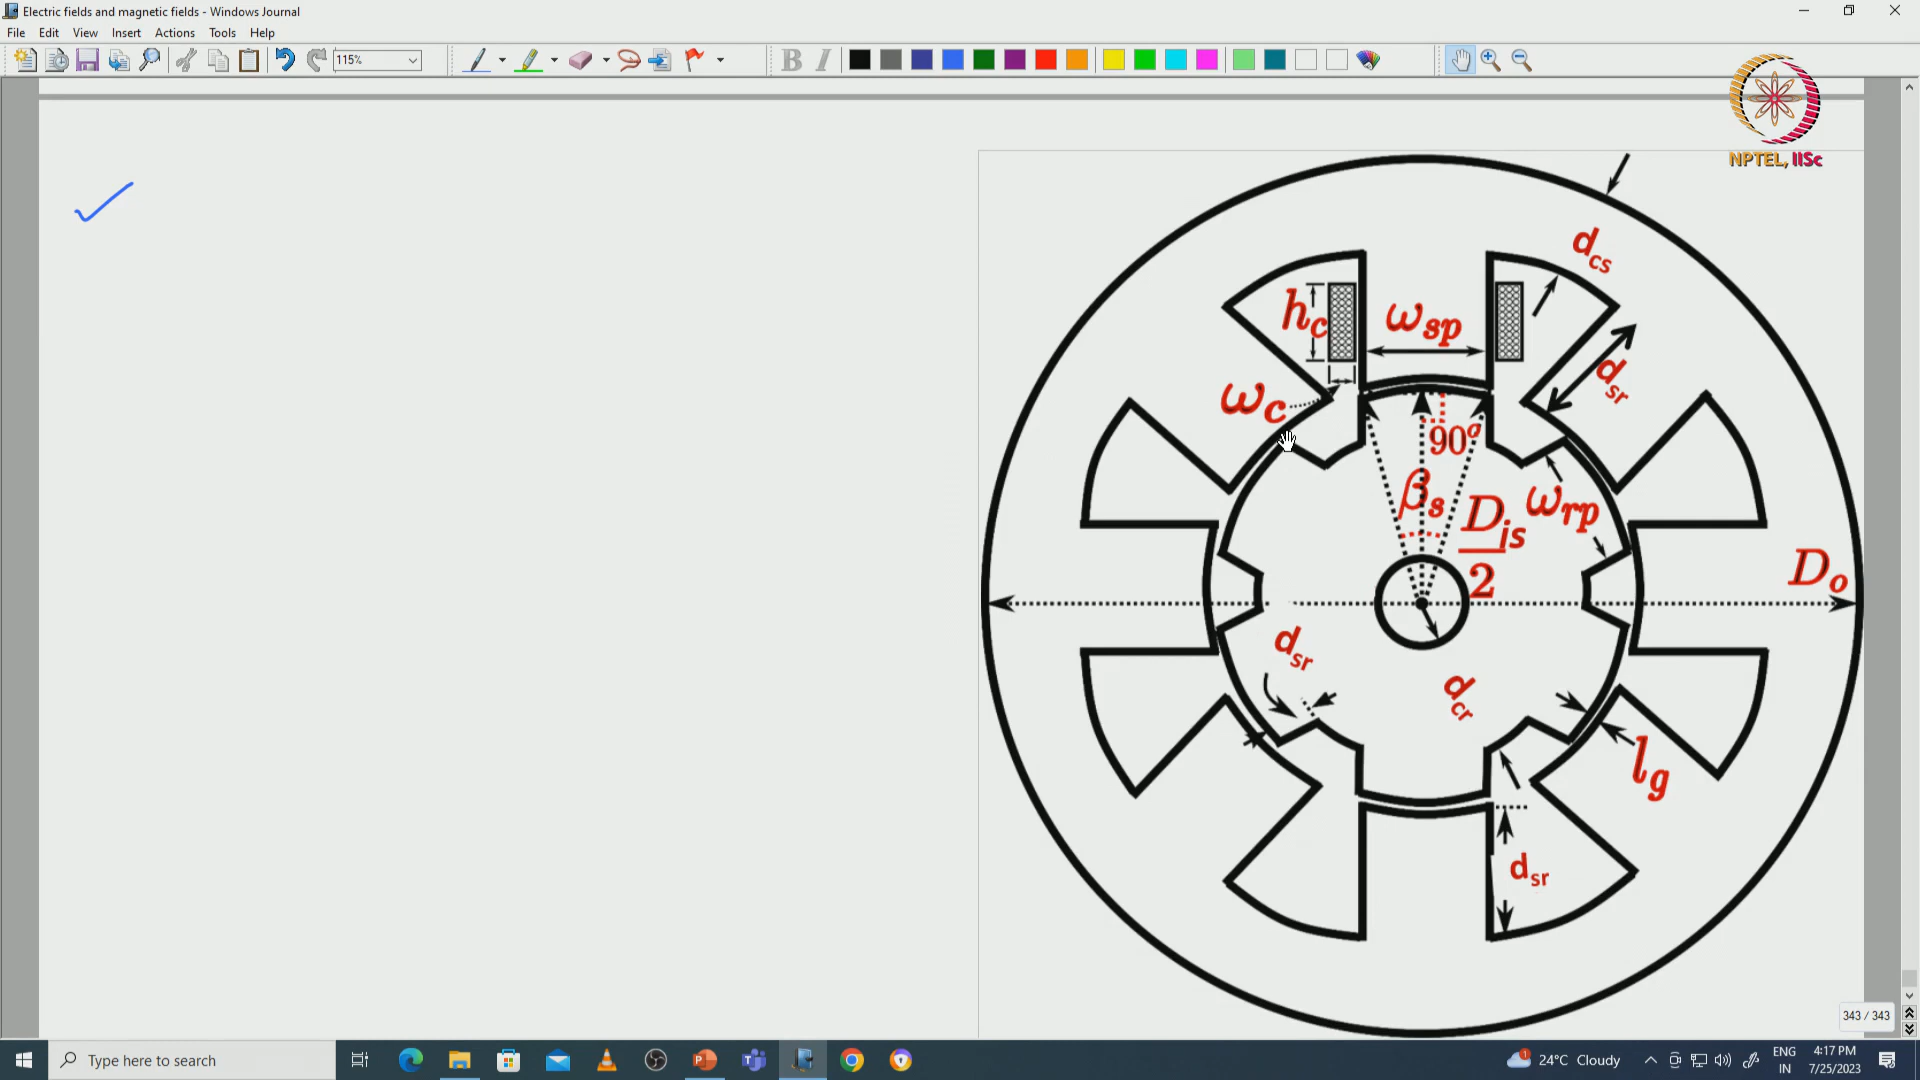 Electric fields and magnetic fields - Windows Journal
File Edit View Insert Actions Tools Help
115%
B I
NPTEL, IISc
d_cs
h_c
ω_sp
d_sr
ω_c
90°
β_s
ω_rp
D_is
2
D_o
d_sr
d_cr
l_g
d_sr
343 / 343
Type here to search
1
24°C Cloudy
ENG
IN
4:17 PM
7/25/2023